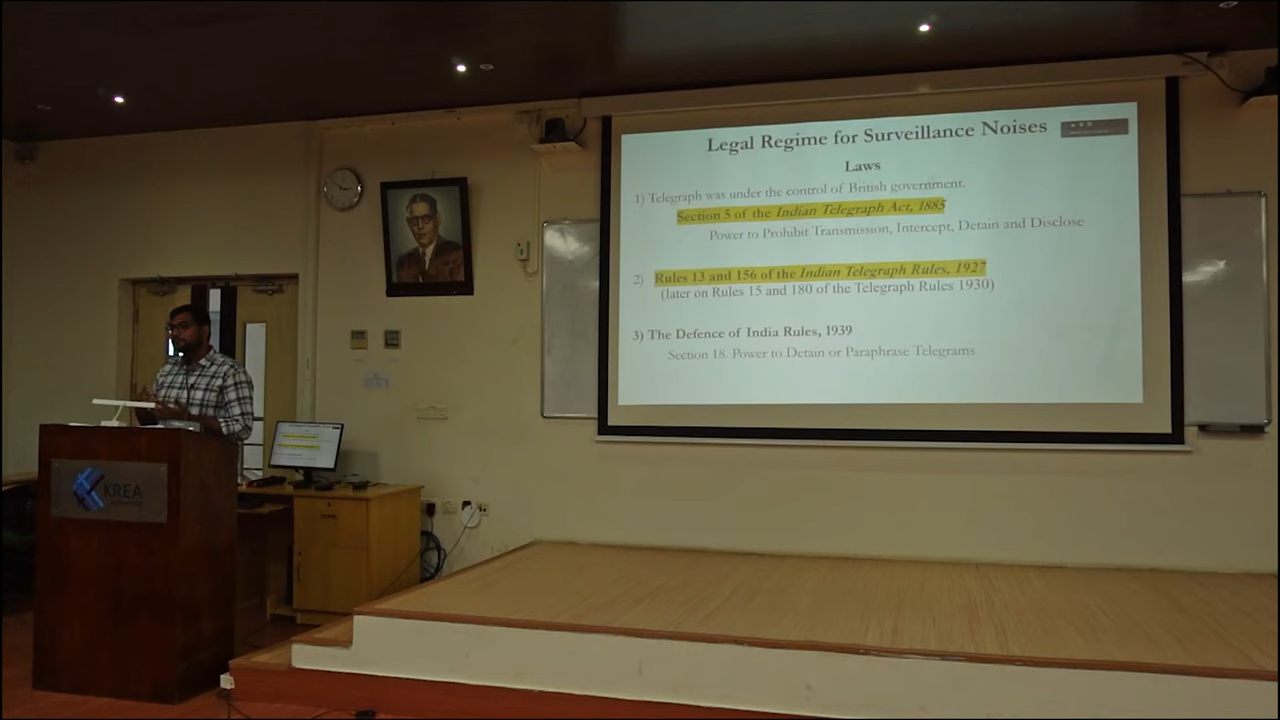 Legal Regime for Surveillance Noises
Laws
1) Telegraph was under the control of British government.
Section 5 of the Indian Telegraph Act, 1885
Power to Prohibit Transmission, Intercept, Detain and Disclose
2) Rules 13 and 156 of the Indian Telegraph Rules, 1927
(later on Rules 15 and 180 of the Telegraph Rules 1930)
3) The Defence of India Rules, 1939
Section 18. Power to Detain or Paraphrase Telegrams
KREA